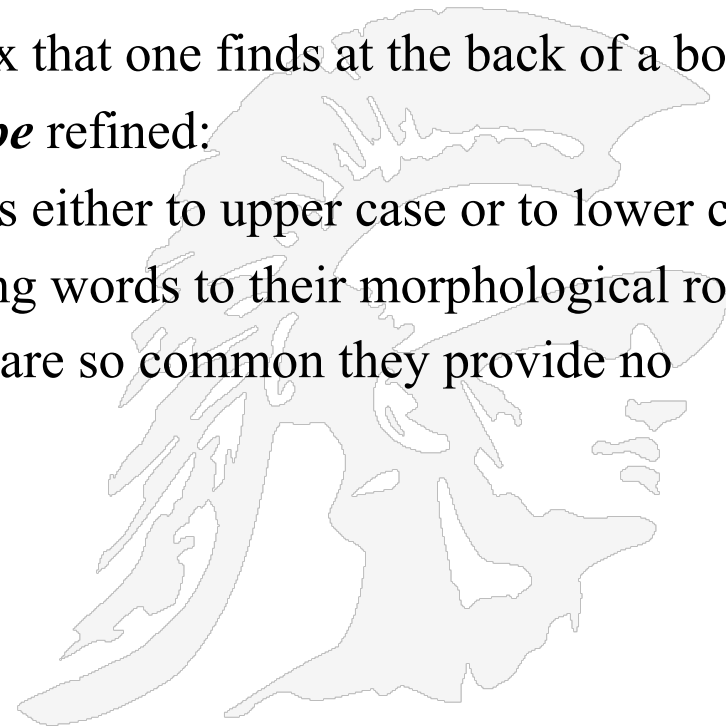 x that one finds at the back of a bo
be refined:
s either to upper case or to lower c
ng words to their morphological ro
are so common they provide no